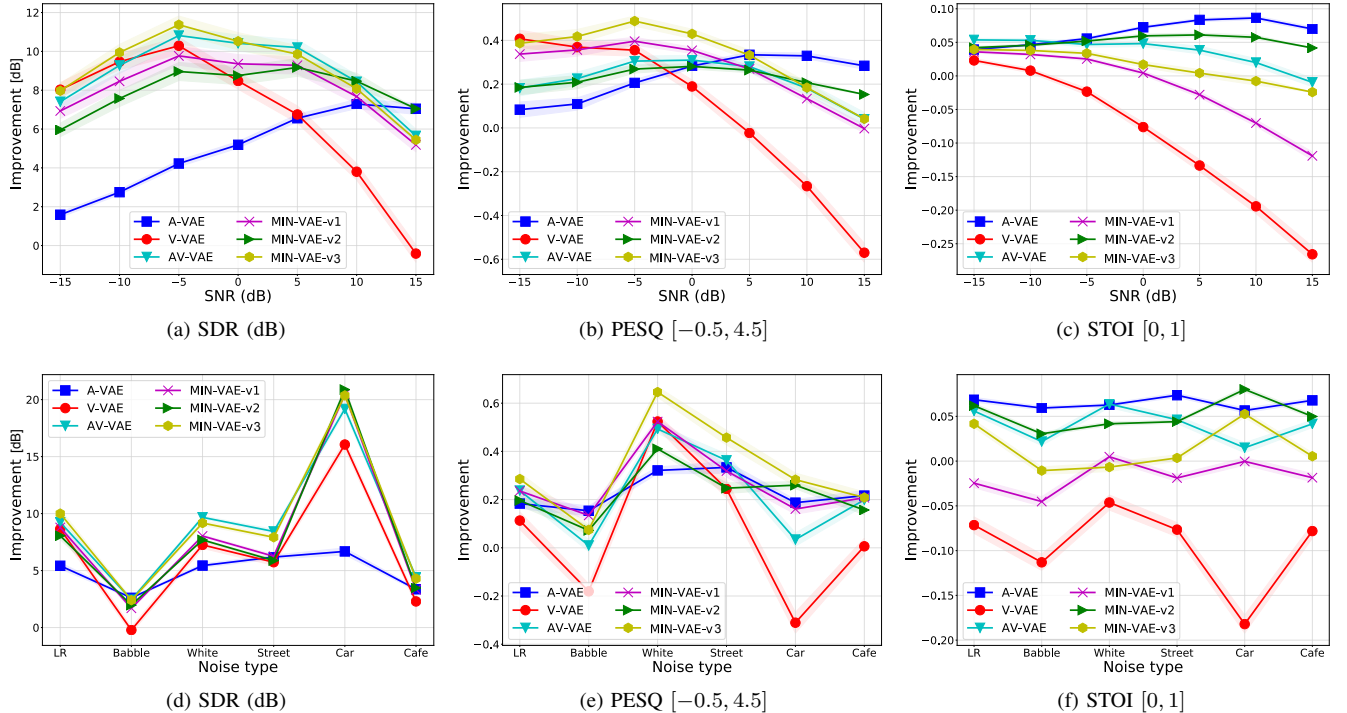 Improvement [dB]
12
10
8
6
4
2
0
A-VAE
V-VAE
AV-VAE
MIN-VAE-v1
MIN-VAE-v2
MIN-VAE-v3
−15 −10 −5 0 5 10 15
SNR (dB)
(a) SDR (dB)
Improvement
0.4
0.2
0.0
−0.2
−0.4
−0.6
A-VAE
V-VAE
AV-VAE
MIN-VAE-v1
MIN-VAE-v2
MIN-VAE-v3
−15 −10 −5 0 5 10 15
SNR (dB)
(b) PESQ [−0.5, 4.5]
Improvement
0.10
0.05
0.00
−0.05
−0.10
−0.15
−0.20
−0.25
A-VAE
V-VAE
AV-VAE
MIN-VAE-v1
MIN-VAE-v2
MIN-VAE-v3
−15 −10 −5 0 5 10 15
SNR (dB)
(c) STOI [0, 1]
Improvement [dB]
20
15
10
5
0
A-VAE
V-VAE
AV-VAE
MIN-VAE-v1
MIN-VAE-v2
MIN-VAE-v3
LR Babble White Street Car Cafe
Noise type
(d) SDR (dB)
Improvement
0.6
0.4
0.2
0.0
−0.2
−0.4
A-VAE
V-VAE
AV-VAE
MIN-VAE-v1
MIN-VAE-v2
MIN-VAE-v3
LR Babble White Street Car Cafe
Noise type
(e) PESQ [−0.5, 4.5]
Improvement
0.05
0.00
−0.05
−0.10
−0.15
−0.20
A-VAE
V-VAE
AV-VAE
MIN-VAE-v1
MIN-VAE-v2
MIN-VAE-v3
LR Babble White Street Car Cafe
Noise type
(f) STOI [0, 1]